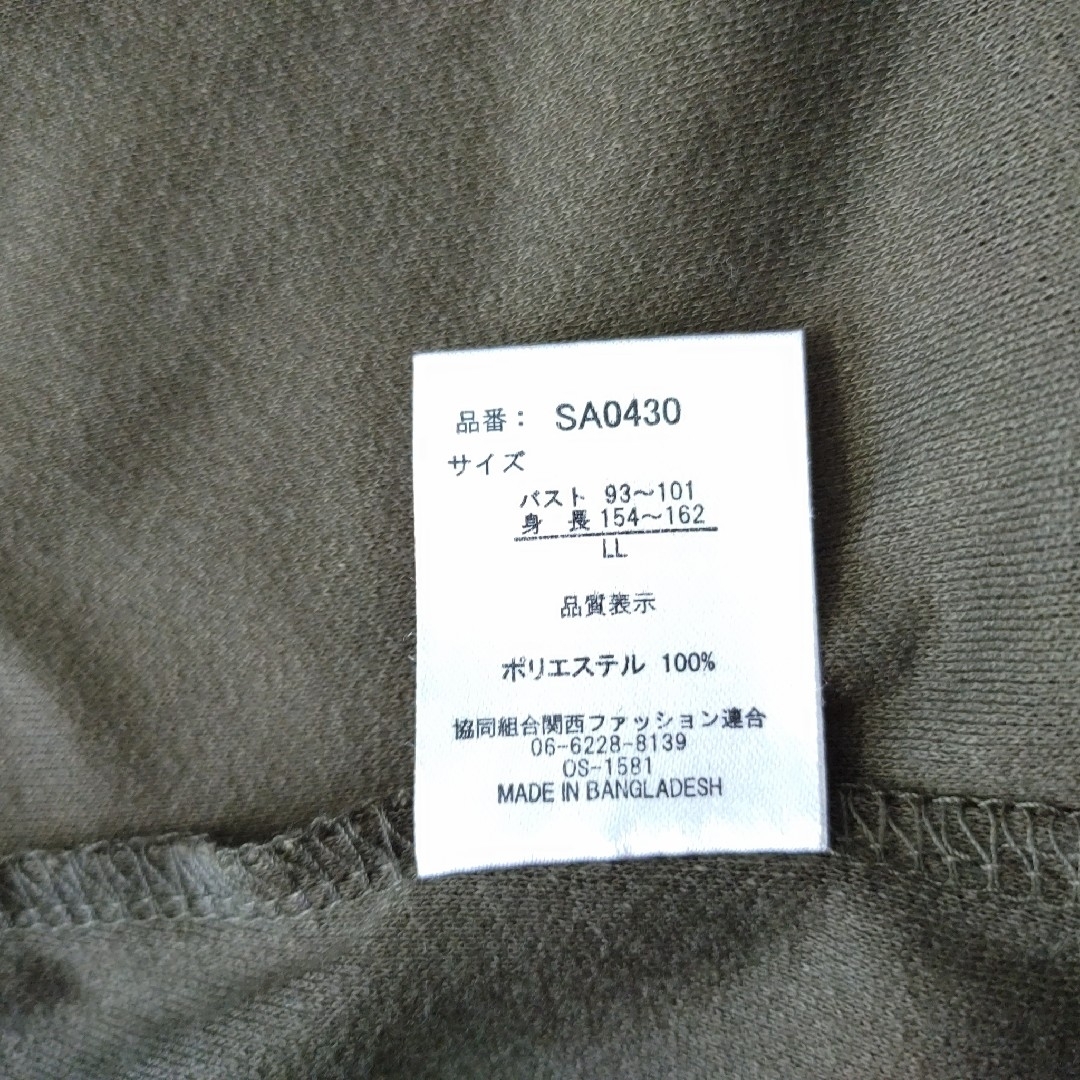 品番： SA0430
サイズ
バスト 93～101
身　長 154～162
LL
品質表示
ポリエステル 100%
協同組合関西ファッション連合
06-6228-8139
OS-1581
MADE IN BANGLADESH